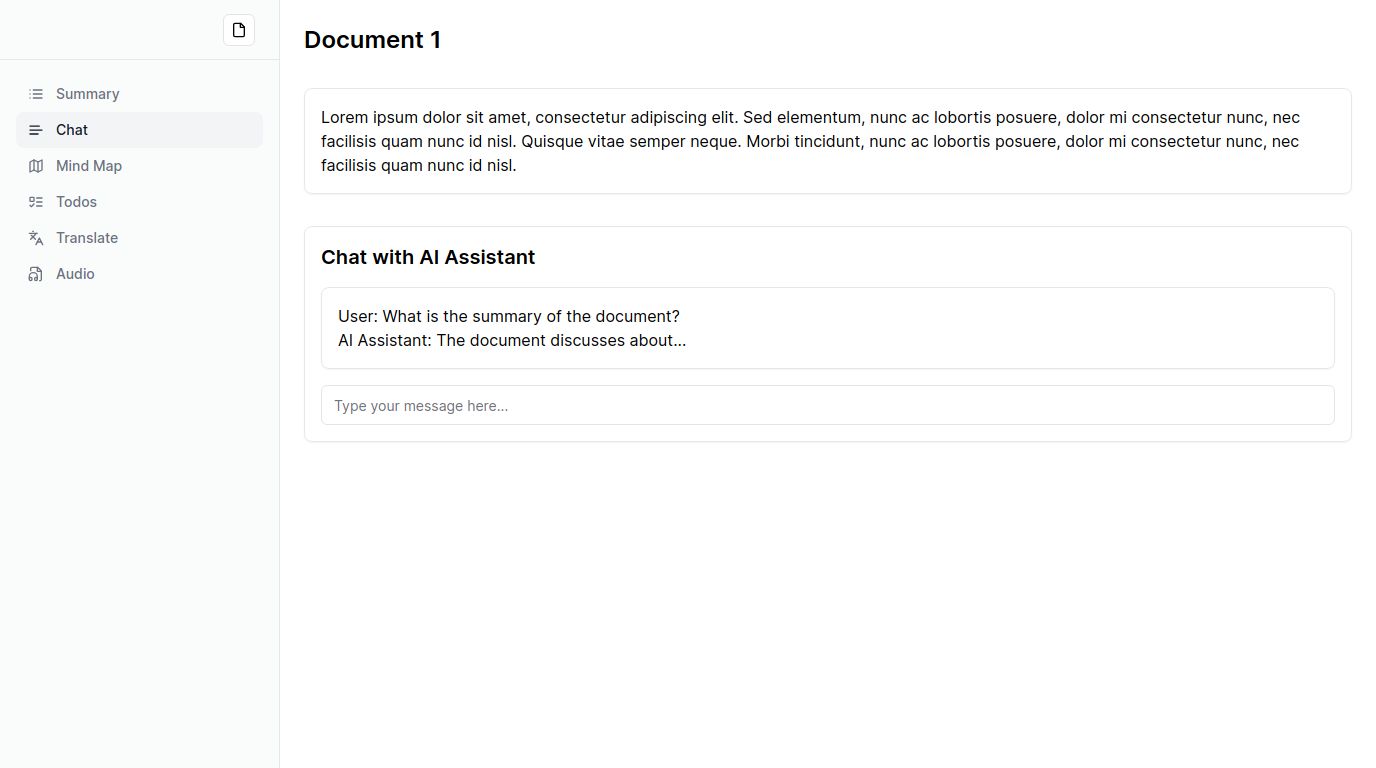 Document 1
Summary
Chat
Mind Map
Todos
Translate
Audio
Lorem ipsum dolor sit amet, consectetur adipiscing elit. Sed elementum, nunc ac lobortis posuere, dolor mi consectetur nunc, nec
facilisis quam nunc id nisl. Quisque vitae semper neque. Morbi tincidunt, nunc ac lobortis posuere, dolor mi consectetur nunc, nec
facilisis quam nunc id nisl.
Chat with AI Assistant
User: What is the summary of the document?
AI Assistant: The document discusses about...
Type your message here...